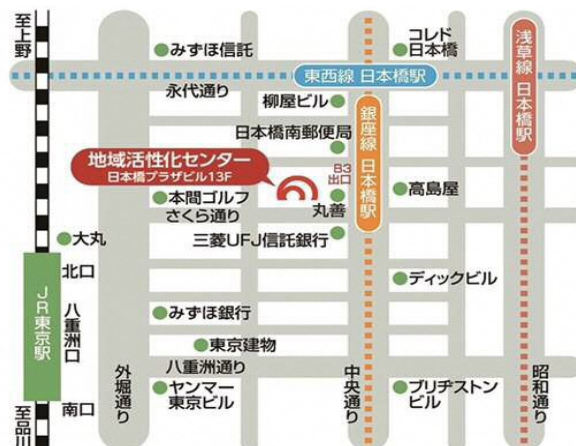 至上野
みずほ信託
コレド
日本橋
浅草線 日本橋駅
東西線 日本橋駅
永代通り
柳屋ビル
銀座線 日本橋駅
日本橋南郵便局
地域活性化センター
日本橋プラザビル13F
B3
出口
本間ゴルフ
さくら通り
丸善
高島屋
大丸
三菱UFJ信託銀行
北口
ディックビル
JR東京駅
八重洲口
みずほ銀行
東京建物
八重洲通り
外堀通り
中央通り
昭和通り
ヤンマー
東京ビル
ブリヂストン
ビル
南口
至品川